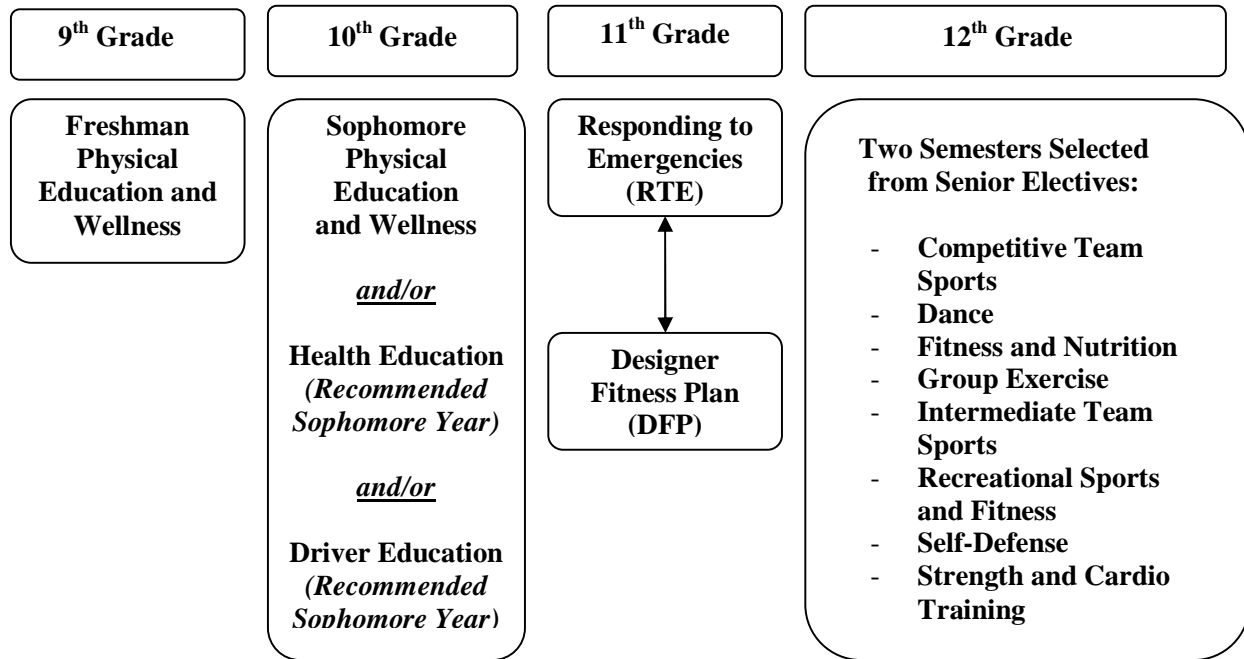 9th Grade
10th Grade
11th Grade
12th Grade
Freshman
Physical
Education and
Wellness
Sophomore
Physical
Education
and Wellness
and/or
Health Education
(Recommended
Sophomore Year)
and/or
Driver Education
(Recommended
Sophomore Year)
Responding to
Emergencies
(RTE)
Designer
Fitness Plan
(DFP)
Two Semesters Selected
from Senior Electives:
- Competitive Team
Sports
- Dance
- Fitness and Nutrition
- Group Exercise
- Intermediate Team
Sports
- Recreational Sports
and Fitness
- Self-Defense
- Strength and Cardio
Training